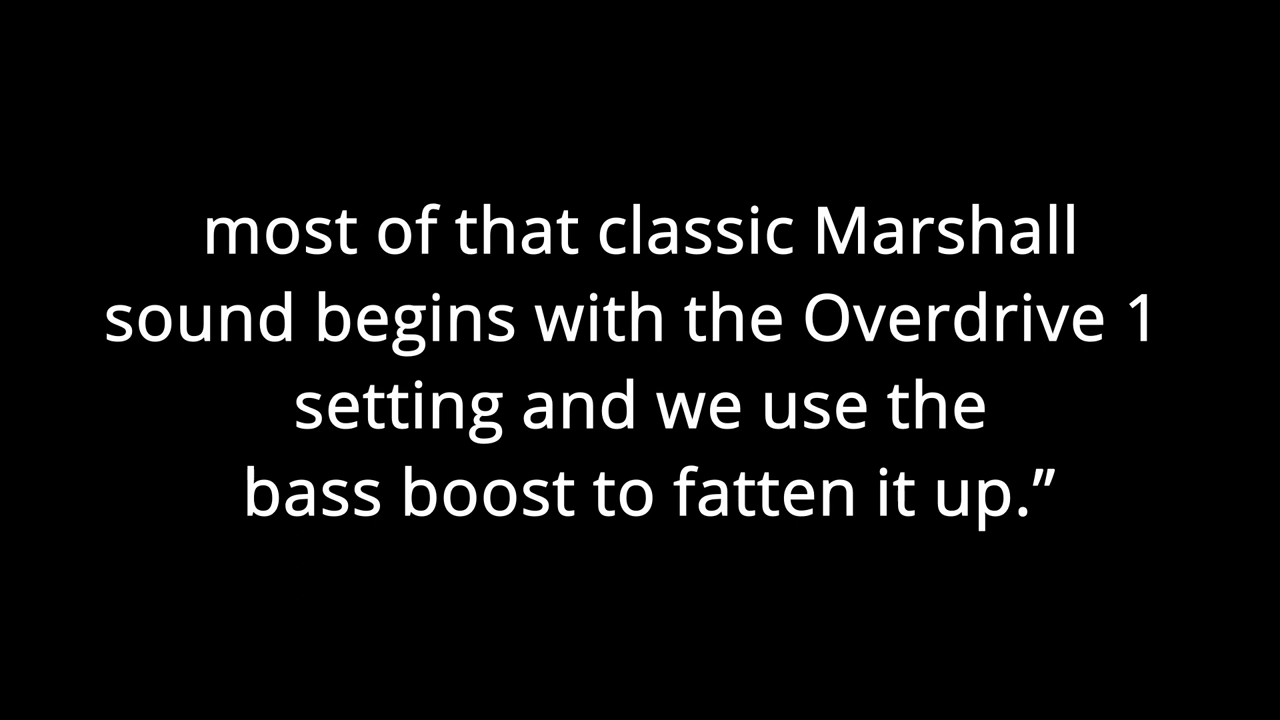 most of that classic Marshall
sound begins with the Overdrive 1
setting and we use the
bass boost to fatten it up.”